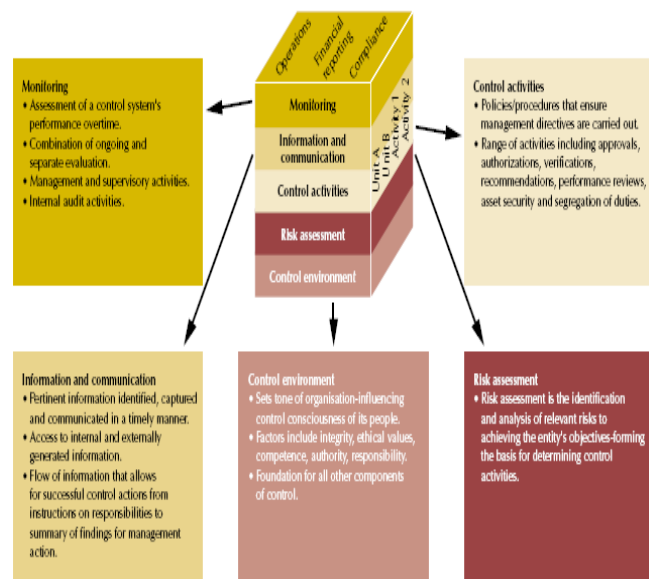 Operations
Financial
reporting
Compliance
Monitoring
Information and
communication
Control activities
Risk assessment
Control environment
Unit A
Unit B
Activity 1
Activity 2
Monitoring
• Assessment of a control system's
performance overtime.
• Combination of ongoing and
separate evaluation.
• Management and supervisory activities.
• Internal audit activities.
Control activities
• Policies/procedures that ensure
management directives are carried out.
• Range of activities including approvals,
authorizations, verifications,
recommendations, performance reviews,
asset security and segregation of duties.
Information and communication
• Pertinent information identified, captured
and communicated in a timely manner.
• Access to internal and externally
generated information.
• Flow of information that allows
for successful control actions from
instructions on responsibilities to
summary of findings for management
action.
Control environment
• Sets tone of organisation-influencing
control consciousness of its people.
• Factors include integrity, ethical values,
competence, authority, responsibility.
• Foundation for all other components
of control.
Risk assessment
• Risk assessment is the identification
and analysis of relevant risks to
achieving the entity's objectives-forming
the basis for determining control
activities.